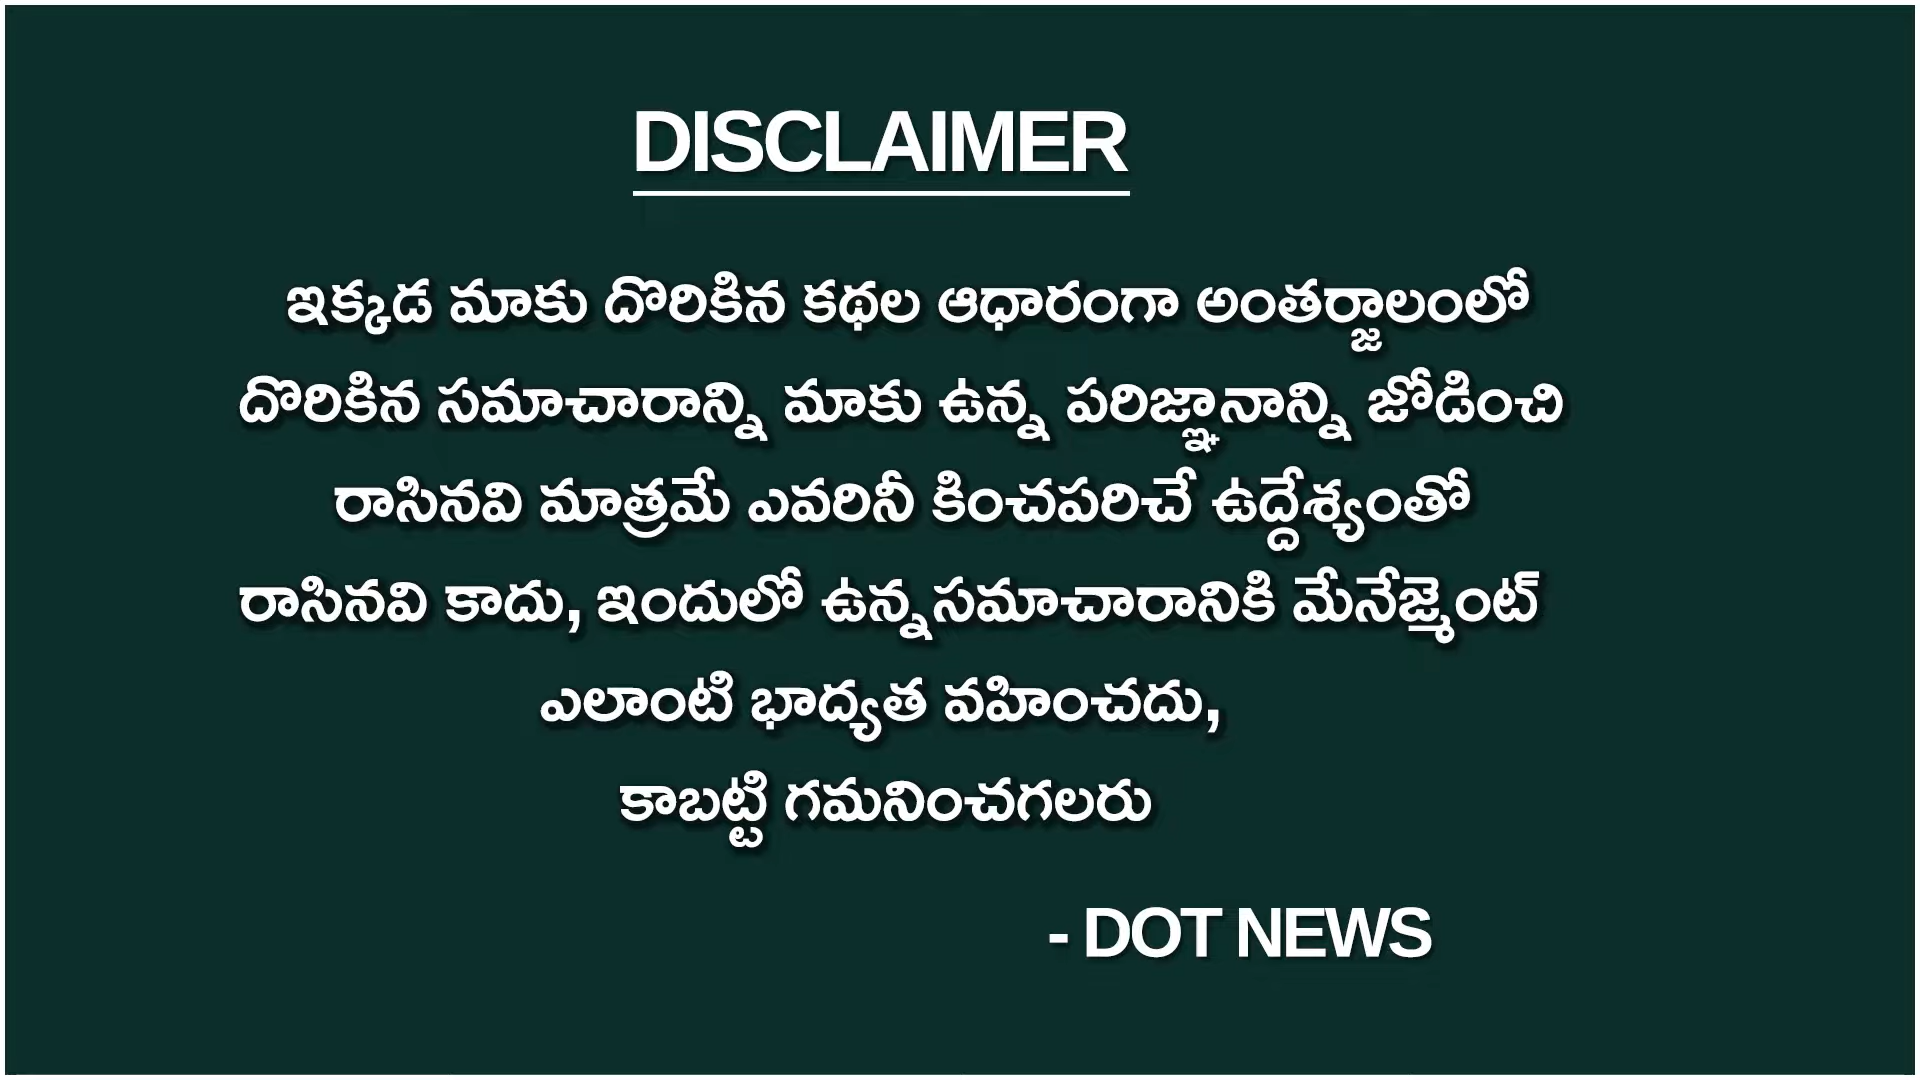 DISCLAIMER
ఇక్కడ మాకు దొరికిన కథల ఆధారంగా అంతర్జాలంలో
దొరికిన సమాచారాన్ని మాకు ఉన్న పరిజ్ఞానాన్ని జోడించి
రాసినవి మాత్రమే ఎవరినీ కించపరిచే ఉద్దేశ్యంతో
రాసినవి కాదు, ఇందులో ఉన్నసమాచారానికి మేనేజ్మెంట్
ఎలాంటి భాద్యత వహించదు,
కాబట్టి గమనించగలరు
- DOT NEWS